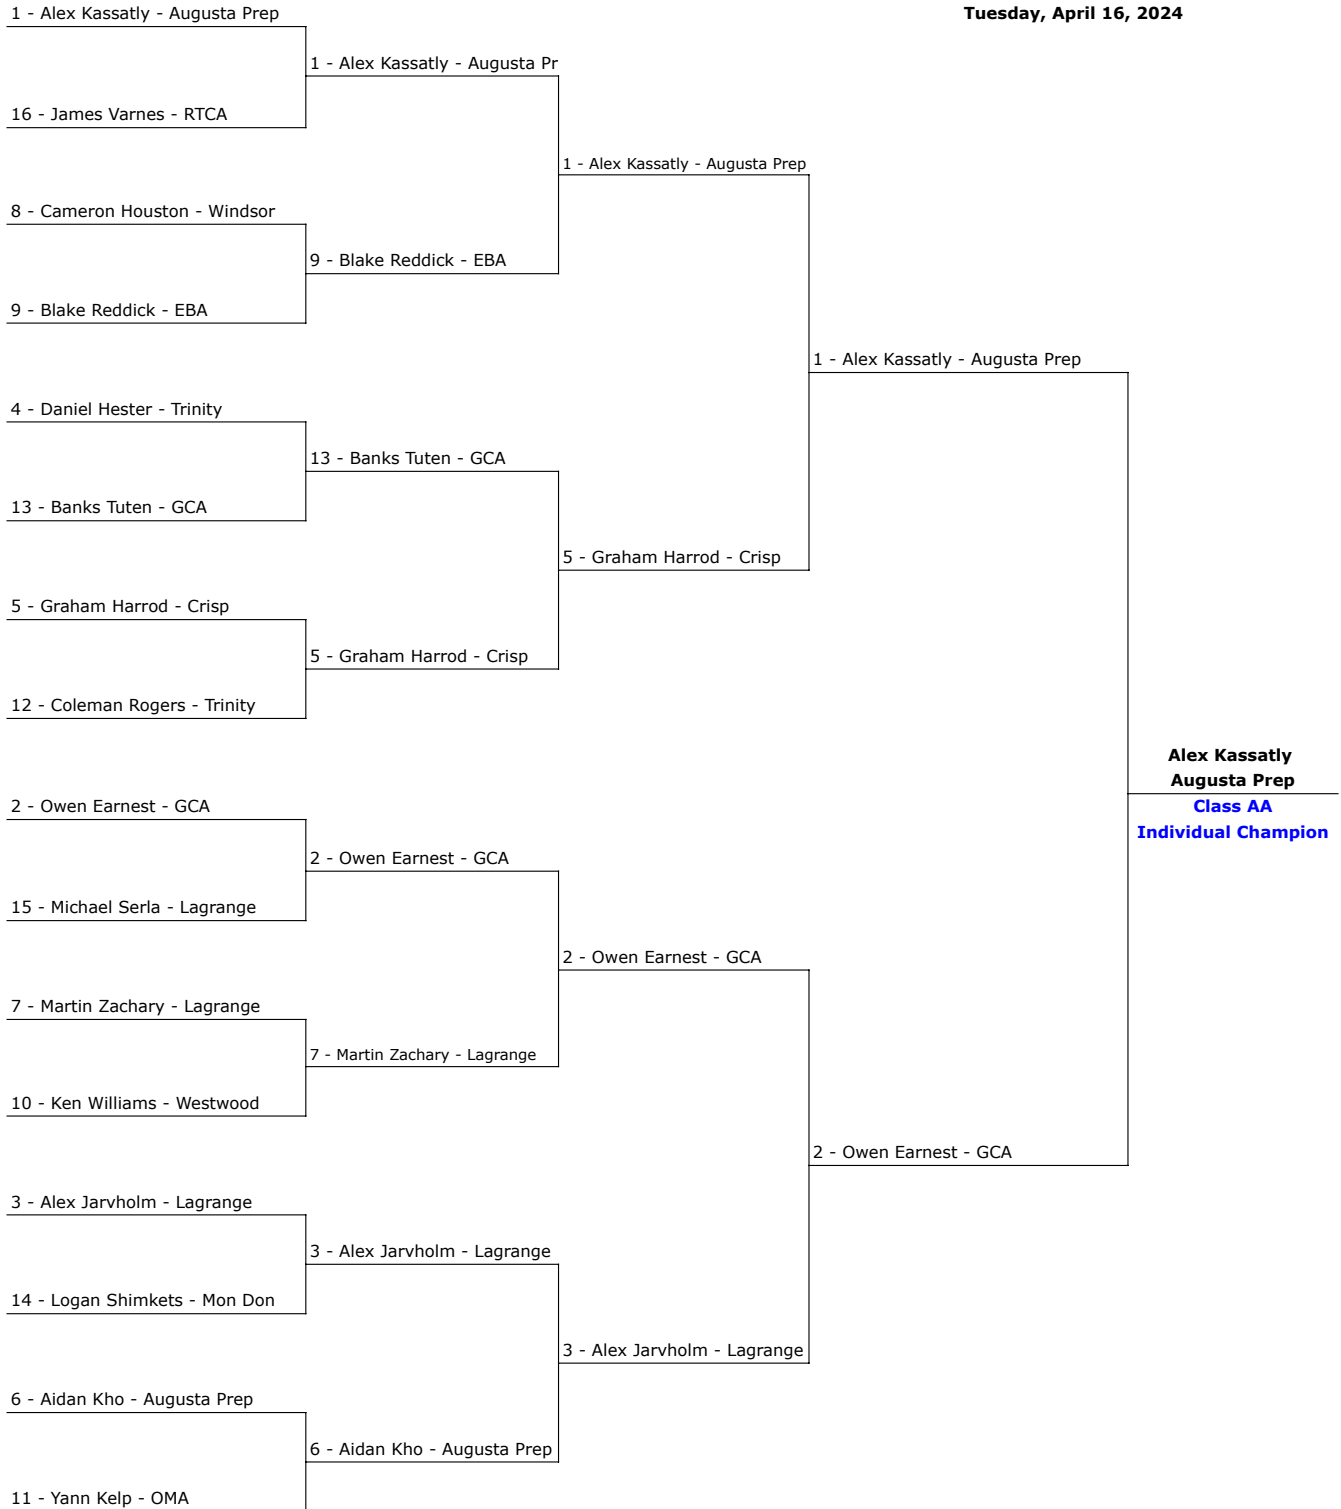 1 - Alex Kassatly - Augusta Prep
Tuesday, April 16, 2024
1 - Alex Kassatly - Augusta Pr
16 - James Varnes - RTCA
1 - Alex Kassatly - Augusta Prep
8 - Cameron Houston - Windsor
9 - Blake Reddick - EBA
9 - Blake Reddick - EBA
1 - Alex Kassatly - Augusta Prep
4 - Daniel Hester - Trinity
13 - Banks Tuten - GCA
13 - Banks Tuten - GCA
5 - Graham Harrod - Crisp
5 - Graham Harrod - Crisp
5 - Graham Harrod - Crisp
12 - Coleman Rogers - Trinity
Alex Kassatly
Augusta Prep
Class AA
Individual Champion
2 - Owen Earnest - GCA
2 - Owen Earnest - GCA
15 - Michael Serla - Lagrange
2 - Owen Earnest - GCA
7 - Martin Zachary - Lagrange
7 - Martin Zachary - Lagrange
10 - Ken Williams - Westwood
2 - Owen Earnest - GCA
3 - Alex Jarvholm - Lagrange
3 - Alex Jarvholm - Lagrange
14 - Logan Shimkets - Mon Don
3 - Alex Jarvholm - Lagrange
6 - Aidan Kho - Augusta Prep
6 - Aidan Kho - Augusta Prep
11 - Yann Kelp - OMA